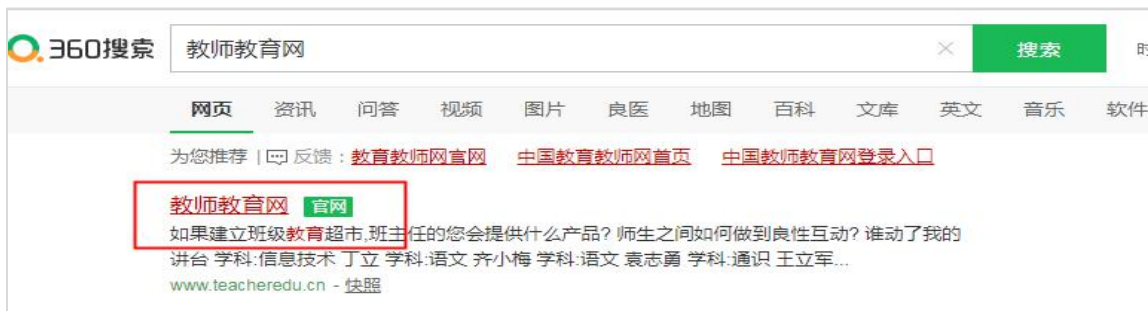 360搜索 教师教育网 搜索
网页 资讯 问答 视频 图片 良医 地图 百科 文库 英文 音乐 软件
为您推荐 | 反馈：教育教师网官网 中国教育教师网首页 中国教师教育网登录入口
教师教育网 官网
如果建立班级教育超市,班主任的您会提供什么产品? 师生之间如何做到良性互动? 谁动了我的
讲台 学科:信息技术 丁立 学科:语文 齐小梅 学科:语文 袁志勇 学科:通识 王立军...
www.teacheredu.cn - 快照